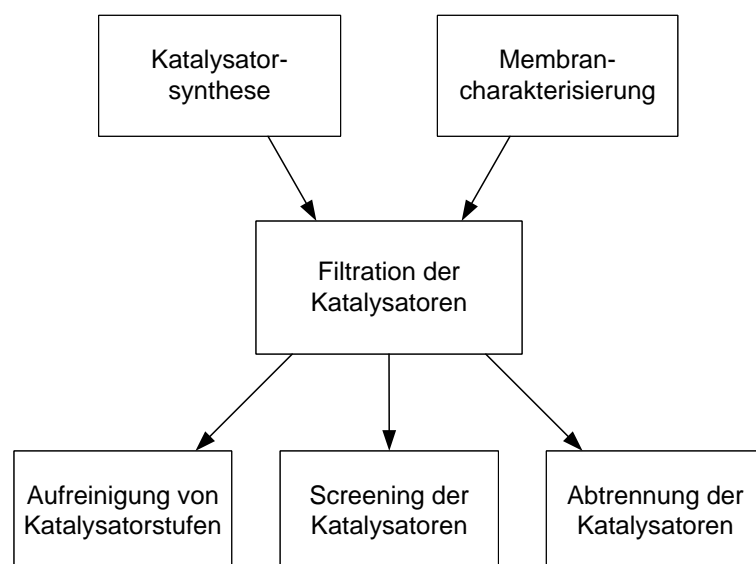 Katalysator-
synthese
Membran-
charakterisierung
Filtration der
Katalysatoren
Aufreinigung von
Katalysatorstufen
Screening der
Katalysatoren
Abtrennung der
Katalysatoren